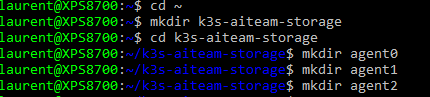 laurent@XPS8700:~$ cd ~
laurent@XPS8700:~$ mkdir k3s-aiteam-storage
laurent@XPS8700:~$ cd k3s-aiteam-storage
laurent@XPS8700:~/k3s-aiteam-storage$ mkdir agent0
laurent@XPS8700:~/k3s-aiteam-storage$ mkdir agent1
laurent@XPS8700:~/k3s-aiteam-storage$ mkdir agent2